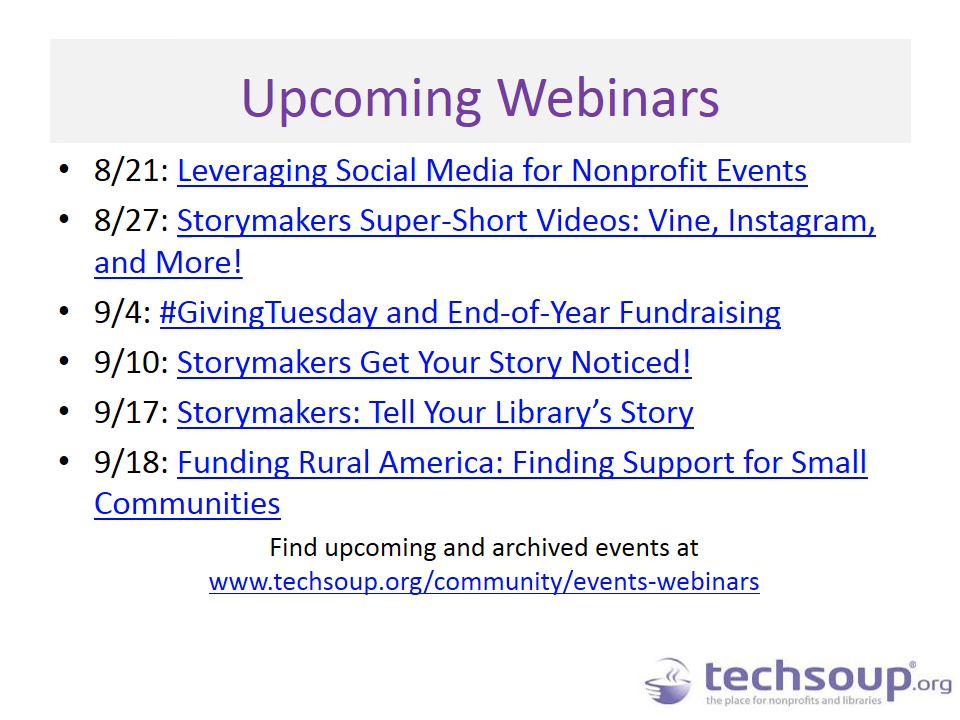 Upcoming Webinars
• 8/21: Leveraging Social Media for Nonprofit Events
• 8/27: Storymakers Super-Short Videos: Vine, Instagram,
and More!
• 9/4: #GivingTuesday and End-of-Year Fundraising
• 9/10: Storymakers Get Your Story Noticed!
• 9/17: Storymakers: Tell Your Library’s Story
• 9/18: Funding Rural America: Finding Support for Small
Communities
Find upcoming and archived events at
www.techsoup.org/community/events-webinars
techsoup®.org
the place for nonprofits and libraries